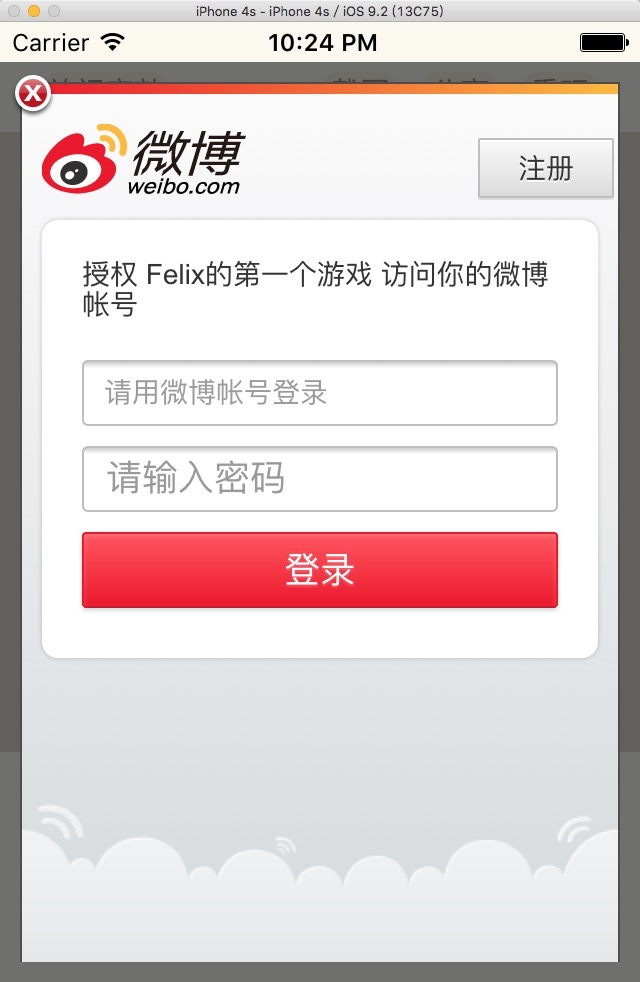 iPhone 4s - iPhone 4s / iOS 9.2 (13C75)
Carrier 10:24 PM
微博
weibo.com
注册
授权 Felix的第一个游戏 访问你的微博
帐号
请用微博帐号登录
请输入密码
登录